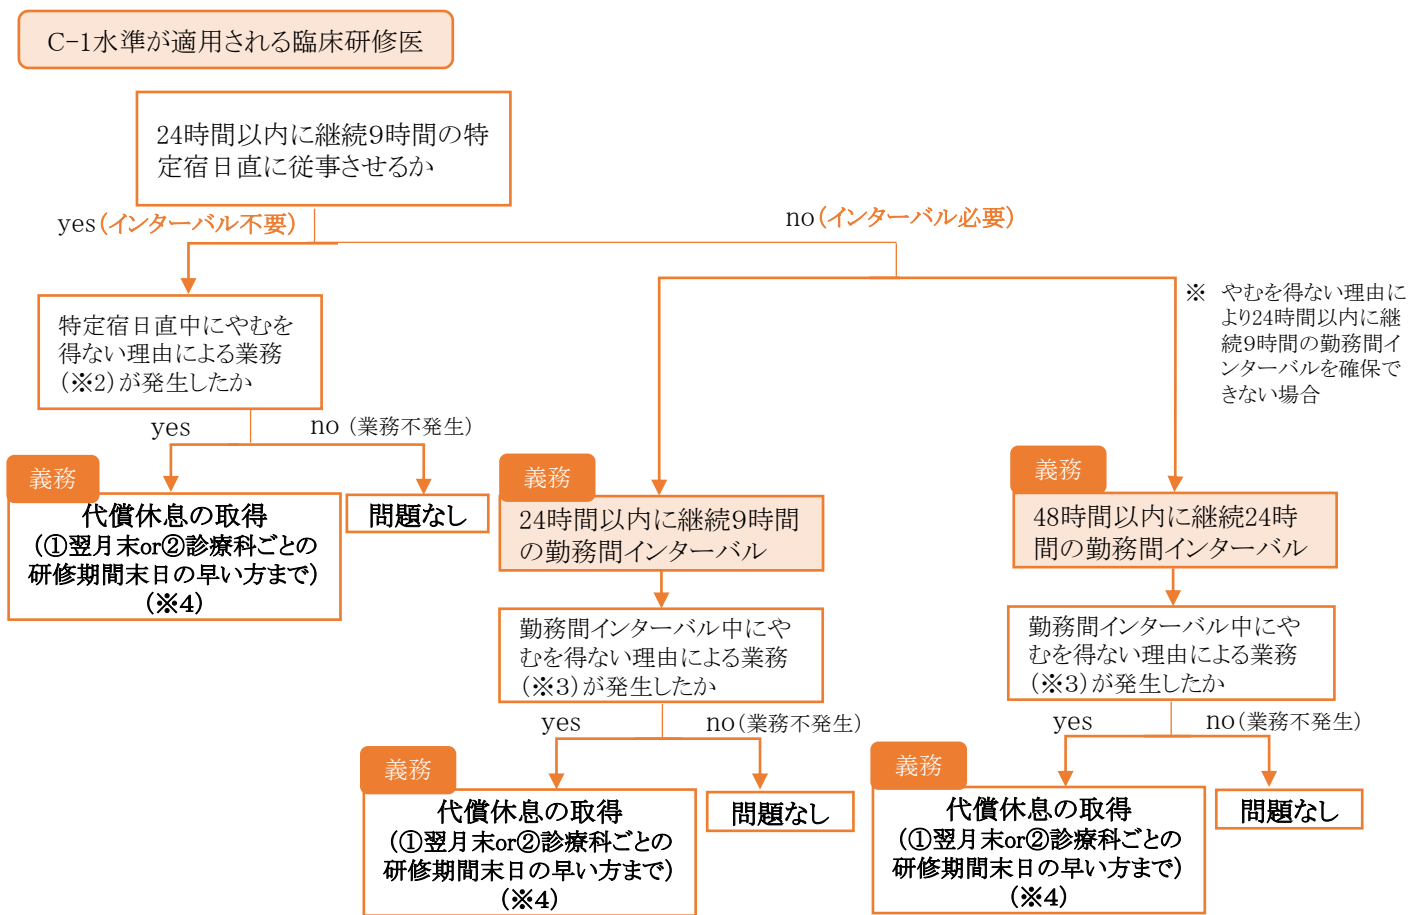 C-1水準が適用される臨床研修医
24時間以内に継続9時間の特
定宿日直に従事させるか
yes(インターバル不要)
no(インターバル必要)
特定宿日直中にやむを
得ない理由による業務
(※2)が発生したか
※ やむを得ない理由に
より24時間以内に継
続9時間の勤務間イ
ンターバルを確保で
きない場合
yes
no (業務不発生)
義務
代償休息の取得
(①翌月末or②診療科ごとの
研修期間末日の早い方まで)
(※4)
問題なし
義務
24時間以内に継続9時間
の勤務間インターバル
義務
48時間以内に継続24時
間の勤務間インターバル
勤務間インターバル中にや
むを得ない理由による業務
(※3)が発生したか
勤務間インターバル中にや
むを得ない理由による業務
(※3)が発生したか
yes
no(業務不発生)
yes
no(業務不発生)
義務
代償休息の取得
(①翌月末or②診療科ごとの
研修期間末日の早い方まで)
(※4)
問題なし
義務
代償休息の取得
(①翌月末or②診療科ごとの
研修期間末日の早い方まで)
(※4)
問題なし